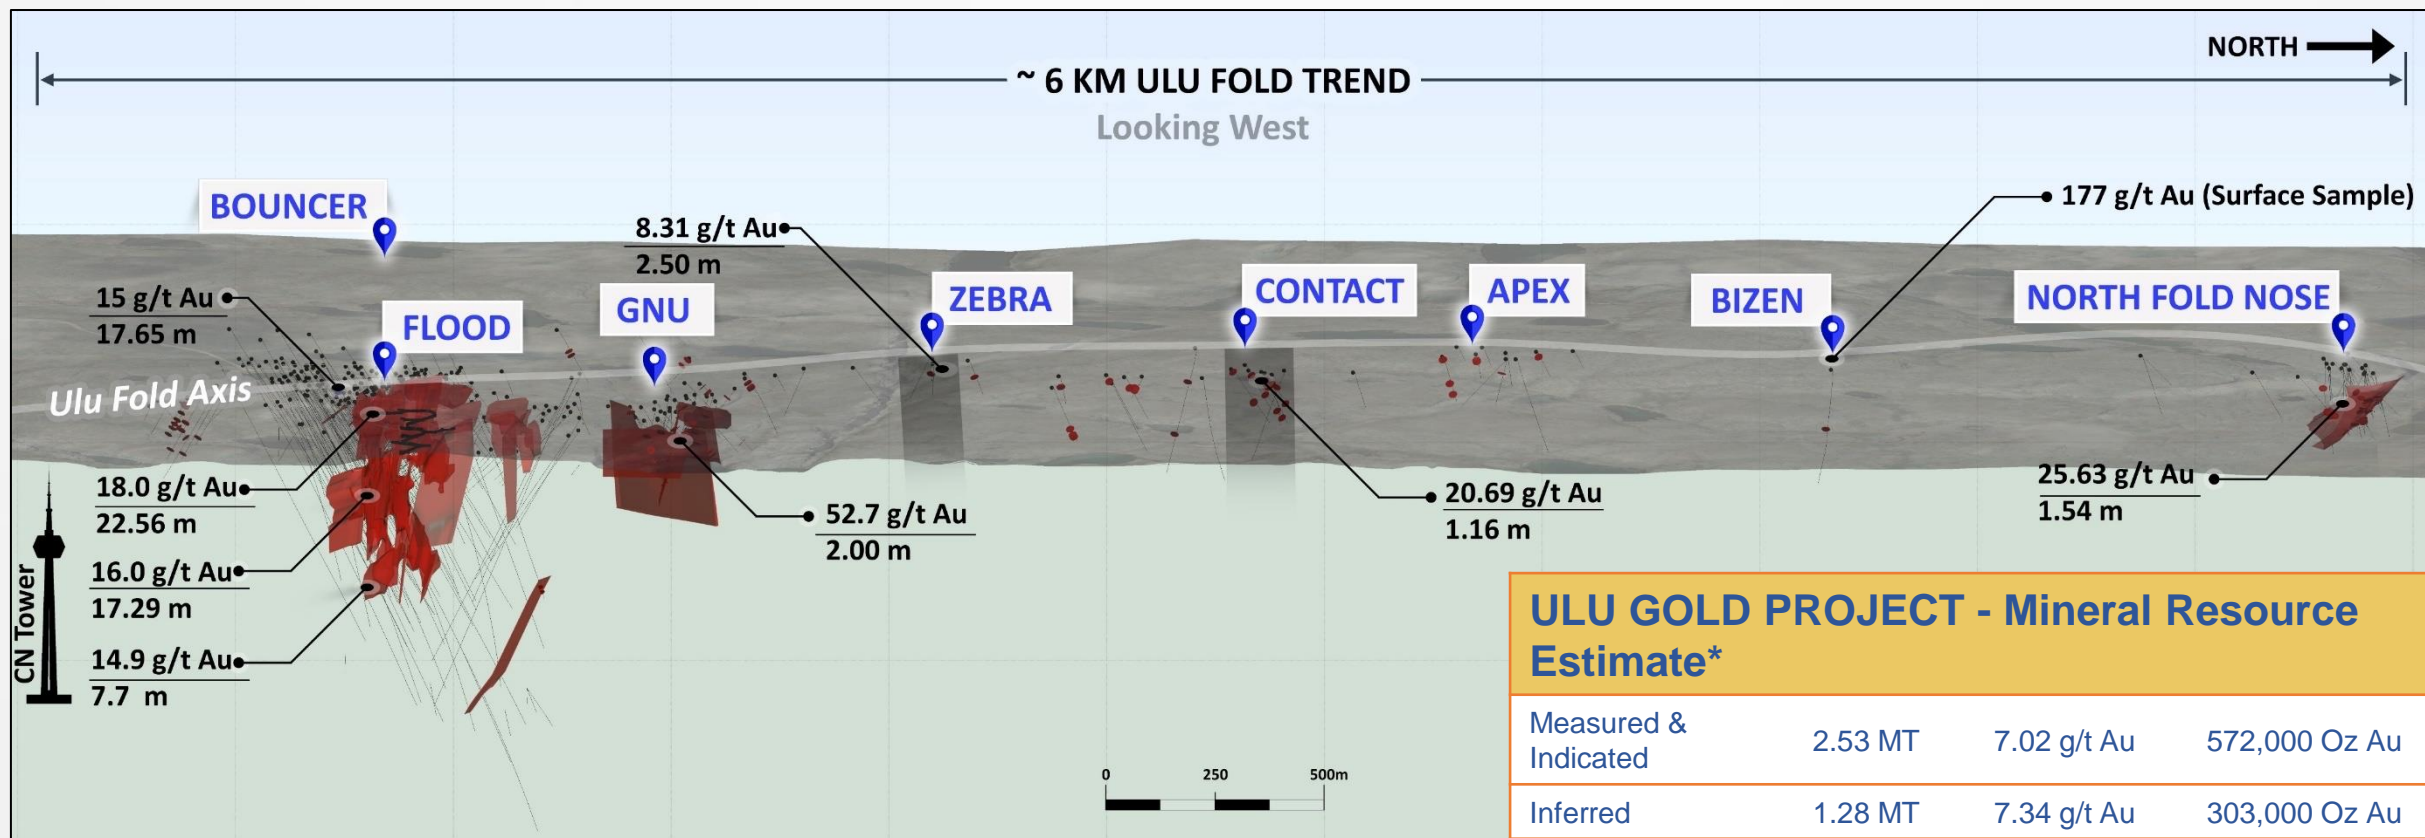 NORTH
~ 6 KM ULU FOLD TREND
Looking West
BOUNCER
177 g/t Au (Surface Sample)
8.31 g/t Au
2.50 m
15 g/t Au
17.65 m
FLOOD
GNU
ZEBRA
CONTACT
APEX
BIZEN
NORTH FOLD NOSE
Ulu Fold Axis
18.0 g/t Au
22.56 m
52.7 g/t Au
2.00 m
20.69 g/t Au
1.16 m
25.63 g/t Au
1.54 m
16.0 g/t Au
17.29 m
14.9 g/t Au
7.7 m
CN Tower
0 250 500m
ULU GOLD PROJECT - Mineral Resource
Estimate*
Measured &
Indicated 2.53 MT 7.02 g/t Au 572,000 Oz Au
Inferred 1.28 MT 7.34 g/t Au 303,000 Oz Au